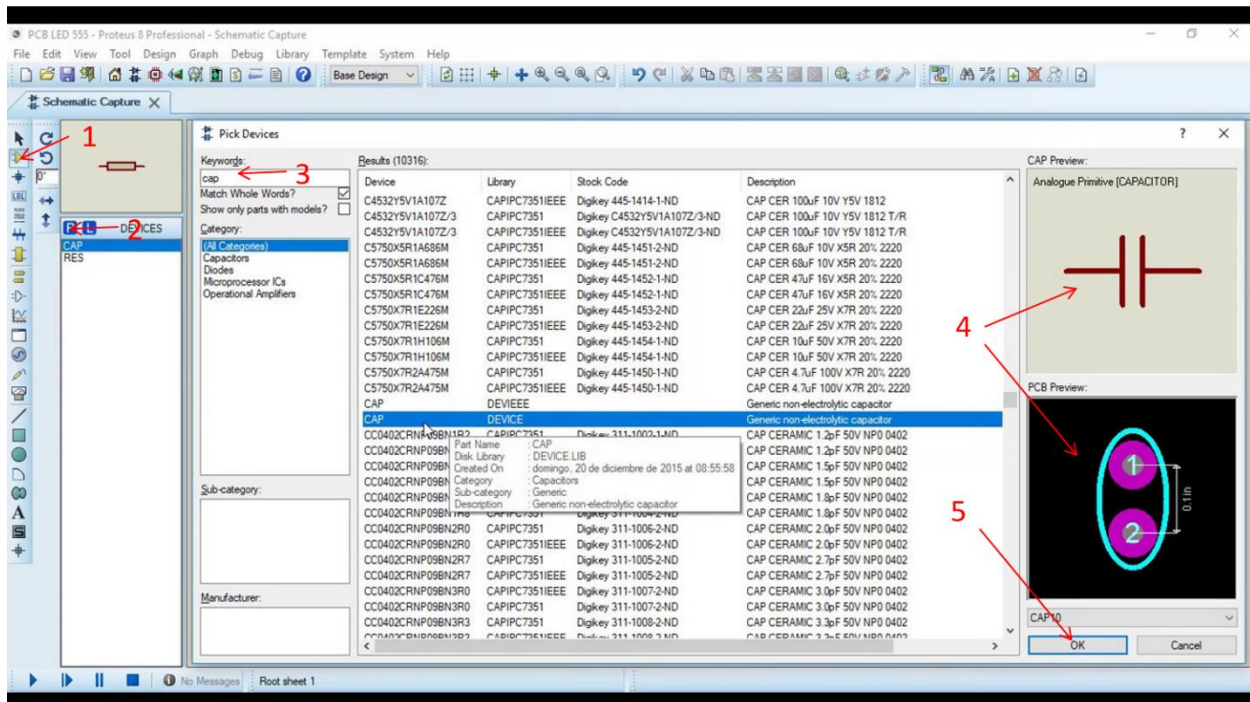 PCB LED 555 - Proteus 8 Professional - Schematic Capture
File Edit View Tool Design Graph Debug Library Template System Help
Base Design
Schematic Capture
1
0°
LBL
2
P L DEVICES
CAP
RES
A
S
Pick Devices
? X
Keywords:
cap
3
Match Whole Words?
Show only parts with models?
Category:
(All Categories)
Capacitors
Diodes
Microprocessor ICs
Operational Amplifiers
Sub-category:
Manufacturer:
Results (10316):
Device Library Stock Code Description
C4532Y5V1A107Z CAPIPC7351IEEE Digikey 445-1414-1-ND CAP CER 100uF 10V Y5V 1812
C4532Y5V1A107Z/3 CAPIPC7351 Digikey C4532Y5V1A107Z/3-ND CAP CER 100uF 10V Y5V 1812 T/R
C4532Y5V1A107Z/3 CAPIPC7351IEEE Digikey C4532Y5V1A107Z/3-ND CAP CER 100uF 10V Y5V 1812 T/R
C5750X5R1A686M CAPIPC7351 Digikey 445-1451-2-ND CAP CER 68uF 10V X5R 20% 2220
C5750X5R1A686M CAPIPC7351IEEE Digikey 445-1451-2-ND CAP CER 68uF 10V X5R 20% 2220
C5750X5R1C476M CAPIPC7351 Digikey 445-1452-1-ND CAP CER 47uF 16V X5R 20% 2220
C5750X5R1C476M CAPIPC7351IEEE Digikey 445-1452-1-ND CAP CER 47uF 16V X5R 20% 2220
C5750X7R1E226M CAPIPC7351 Digikey 445-1453-2-ND CAP CER 22uF 25V X7R 20% 2220
C5750X7R1E226M CAPIPC7351IEEE Digikey 445-1453-2-ND CAP CER 22uF 25V X7R 20% 2220
C5750X7R1H106M CAPIPC7351 Digikey 445-1454-1-ND CAP CER 10uF 50V X7R 20% 2220
C5750X7R1H106M CAPIPC7351IEEE Digikey 445-1454-1-ND CAP CER 10uF 50V X7R 20% 2220
C5750X7R2A475M CAPIPC7351 Digikey 445-1450-1-ND CAP CER 4.7uF 100V X7R 20% 2220
C5750X7R2A475M CAPIPC7351IEEE Digikey 445-1450-1-ND CAP CER 4.7uF 100V X7R 20% 2220
CAP DEVIEEE Generic non-electrolytic capacitor
CAP DEVICE Generic non-electrolytic capacitor
CAPIPC7351 Digikey 311-1002-1-ND CAP CERAMIC 1.2pF 50V NP0 0402
CAP CERAMIC 1.2pF 50V NP0 0402
CAP CERAMIC 1.5pF 50V NP0 0402
CAP CERAMIC 1.5pF 50V NP0 0402
CAP CERAMIC 1.8pF 50V NP0 0402
CAP CERAMIC 1.8pF 50V NP0 0402
Part Name : CAP
Disk Library : DEVICE.LIB
Created On : domingo, 20 de diciembre de 2015 at 08:55:58
Category : Capacitors
Sub-category : Generic
Description : Generic non-electrolytic capacitor
CC0402CRNPO9BN2R0 CAPIPC7351 Digikey 311-1006-2-ND CAP CERAMIC 2.0pF 50V NP0 0402
CC0402CRNPO9BN2R0 CAPIPC7351IEEE Digikey 311-1006-2-ND CAP CERAMIC 2.0pF 50V NP0 0402
CC0402CRNPO9BN2R7 CAPIPC7351 Digikey 311-1005-2-ND CAP CERAMIC 2.7pF 50V NP0 0402
CC0402CRNPO9BN2R7 CAPIPC7351IEEE Digikey 311-1005-2-ND CAP CERAMIC 2.7pF 50V NP0 0402
CC0402CRNPO9BN3R0 CAPIPC7351IEEE Digikey 311-1007-2-ND CAP CERAMIC 3.0pF 50V NP0 0402
CC0402CRNPO9BN3R0 CAPIPC7351 Digikey 311-1007-2-ND CAP CERAMIC 3.0pF 50V NP0 0402
CC0402CRNPO9BN3R3 CAPIPC7351 Digikey 311-1008-2-ND CAP CERAMIC 3.3pF 50V NP0 0402
CAP Preview:
Analogue Primitive [CAPACITOR]
4
PCB Preview:
1
2
0.1in
5
CAP10
OK Cancel
No Messages Root sheet 1